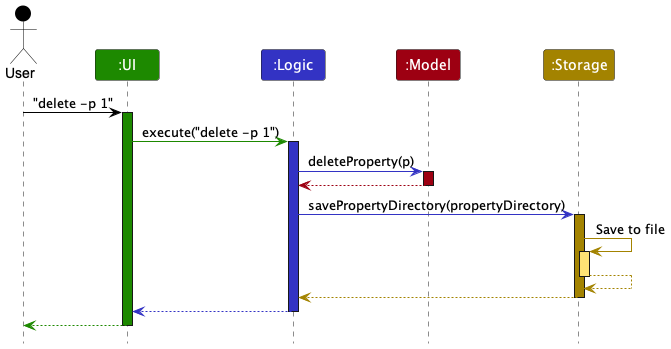 User
:UI
:Logic
:Model
:Storage
"delete -p 1"
execute("delete -p 1")
deleteProperty(p)
savePropertyDirectory(propertyDirectory)
Save to file